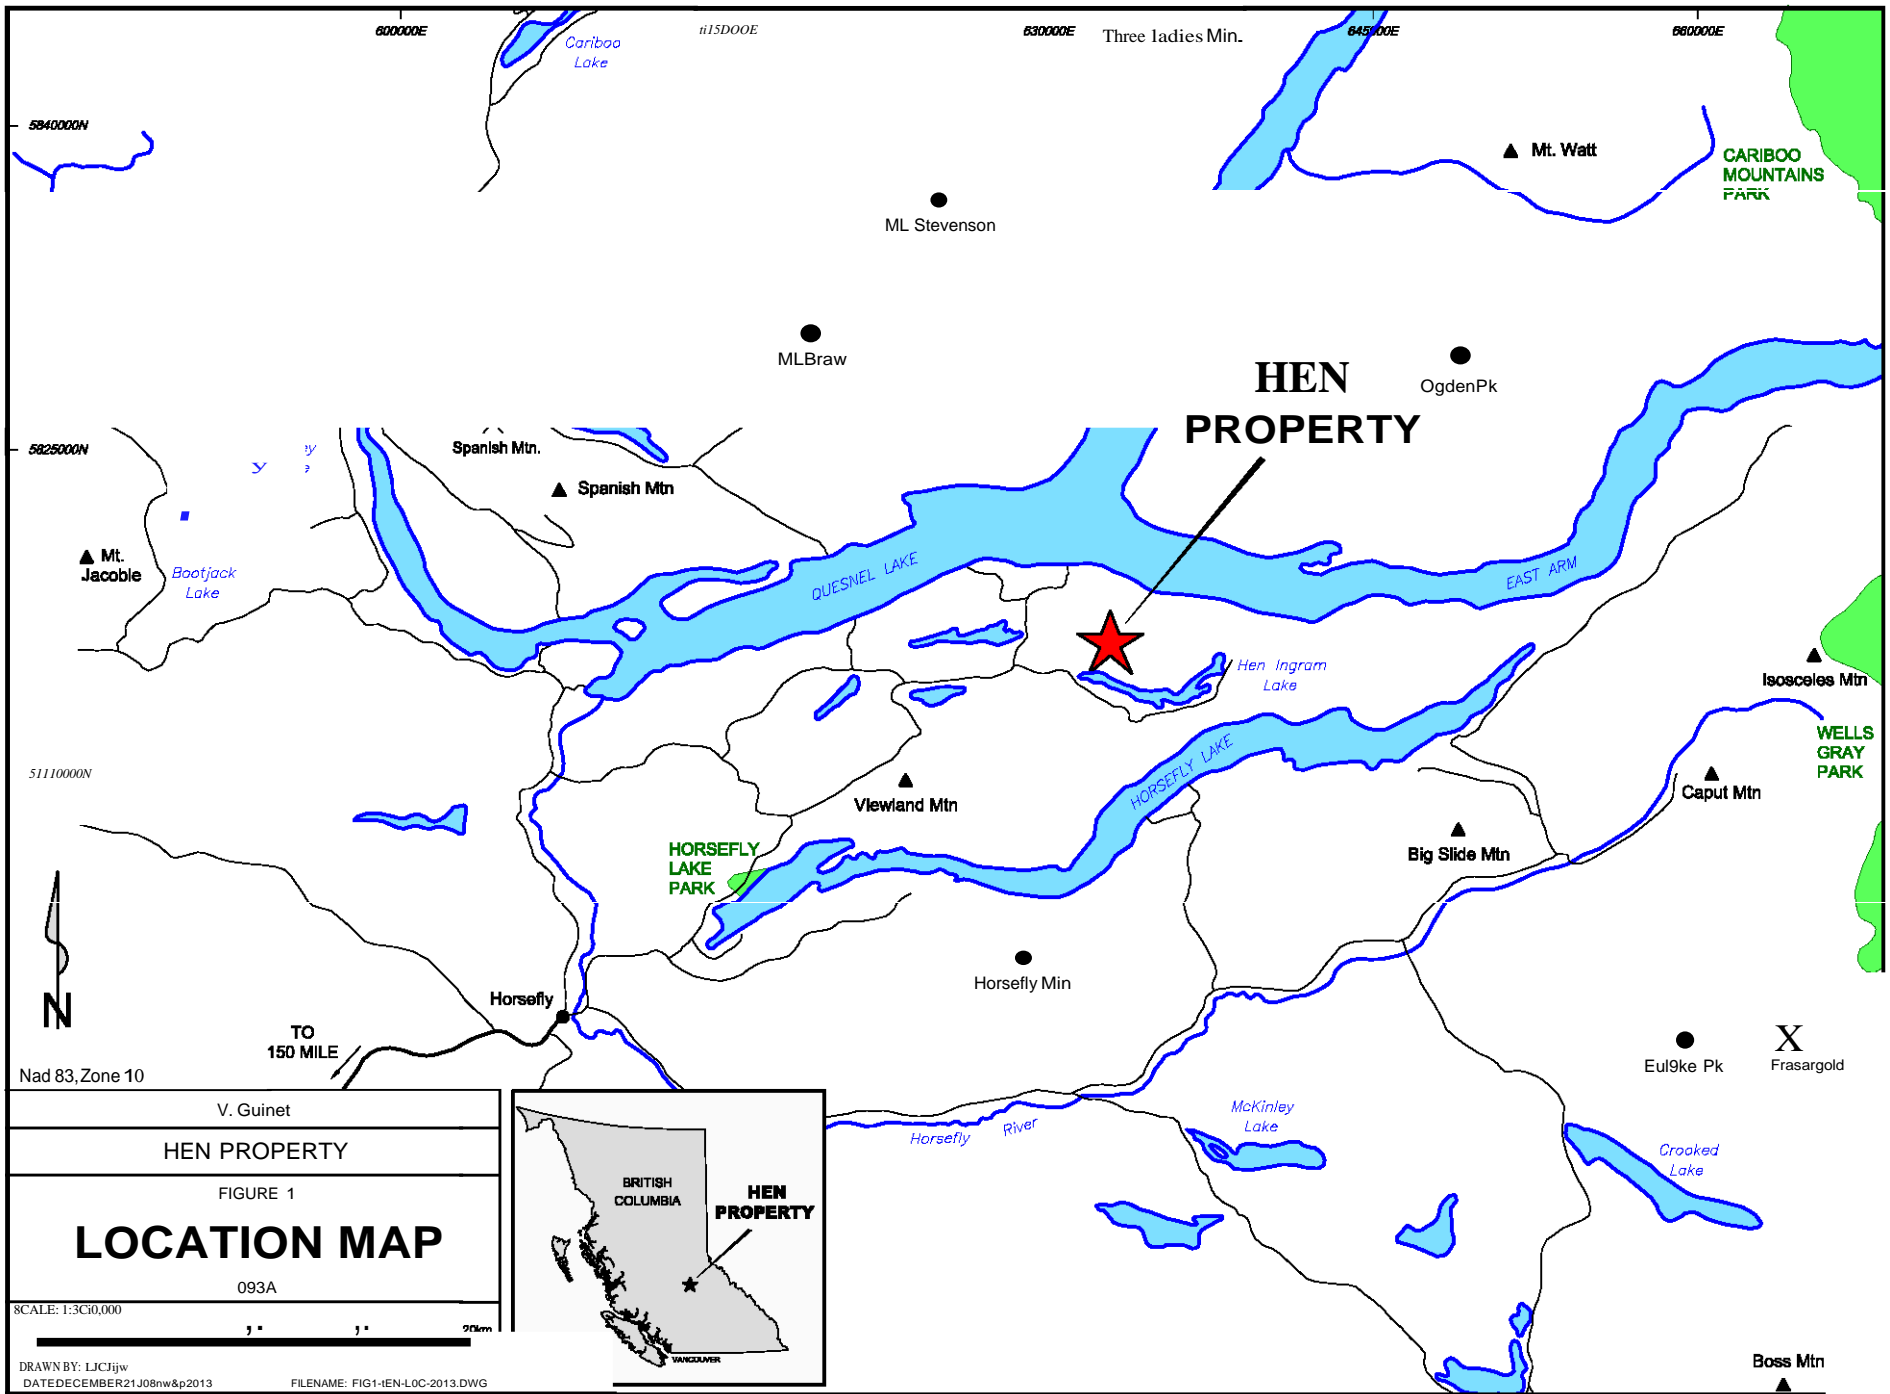 600000E
ti15DOOE
630000E
Three ladies Min.
645000E
660000E
Cariboo
Lake
5840000N
Mt. Watt
CARIBOO
MOUNTAINS
PARK
ML Stevenson
MLBraw
OgdenPk
HEN
PROPERTY
5825000N
Spanish Mtn.
Spanish Mtn
Mt.
Jacobie
Bootjack
Lake
QUESNEL LAKE
EAST ARM
Hen Ingram
Lake
Isosceles Mtn
WELLS
GRAY
PARK
51110000N
Viewland Mtn
HORSEFLY LAKE
Caput Mtn
Big Slide Mtn
HORSEFLY
LAKE
PARK
Horsefly Min
Horsefly
N
TO
150 MILE
Eul9ke Pk
X
Frasargold
Nad 83,Zone 10
V. Guinet
HEN PROPERTY
FIGURE 1
LOCATION MAP
093A
8CALE: 1:3Ci0,000
20km
DRAWN BY: LJCJijw
DATEDECEMBER21J08nw&p2013
FILENAME: FIG1-tEN-L0C-2013.DWG
BRITISH
COLUMBIA
HEN
PROPERTY
VANCOUVER
Horsefly River
McKinley
Lake
Crooked
Lake
Boss Mtn